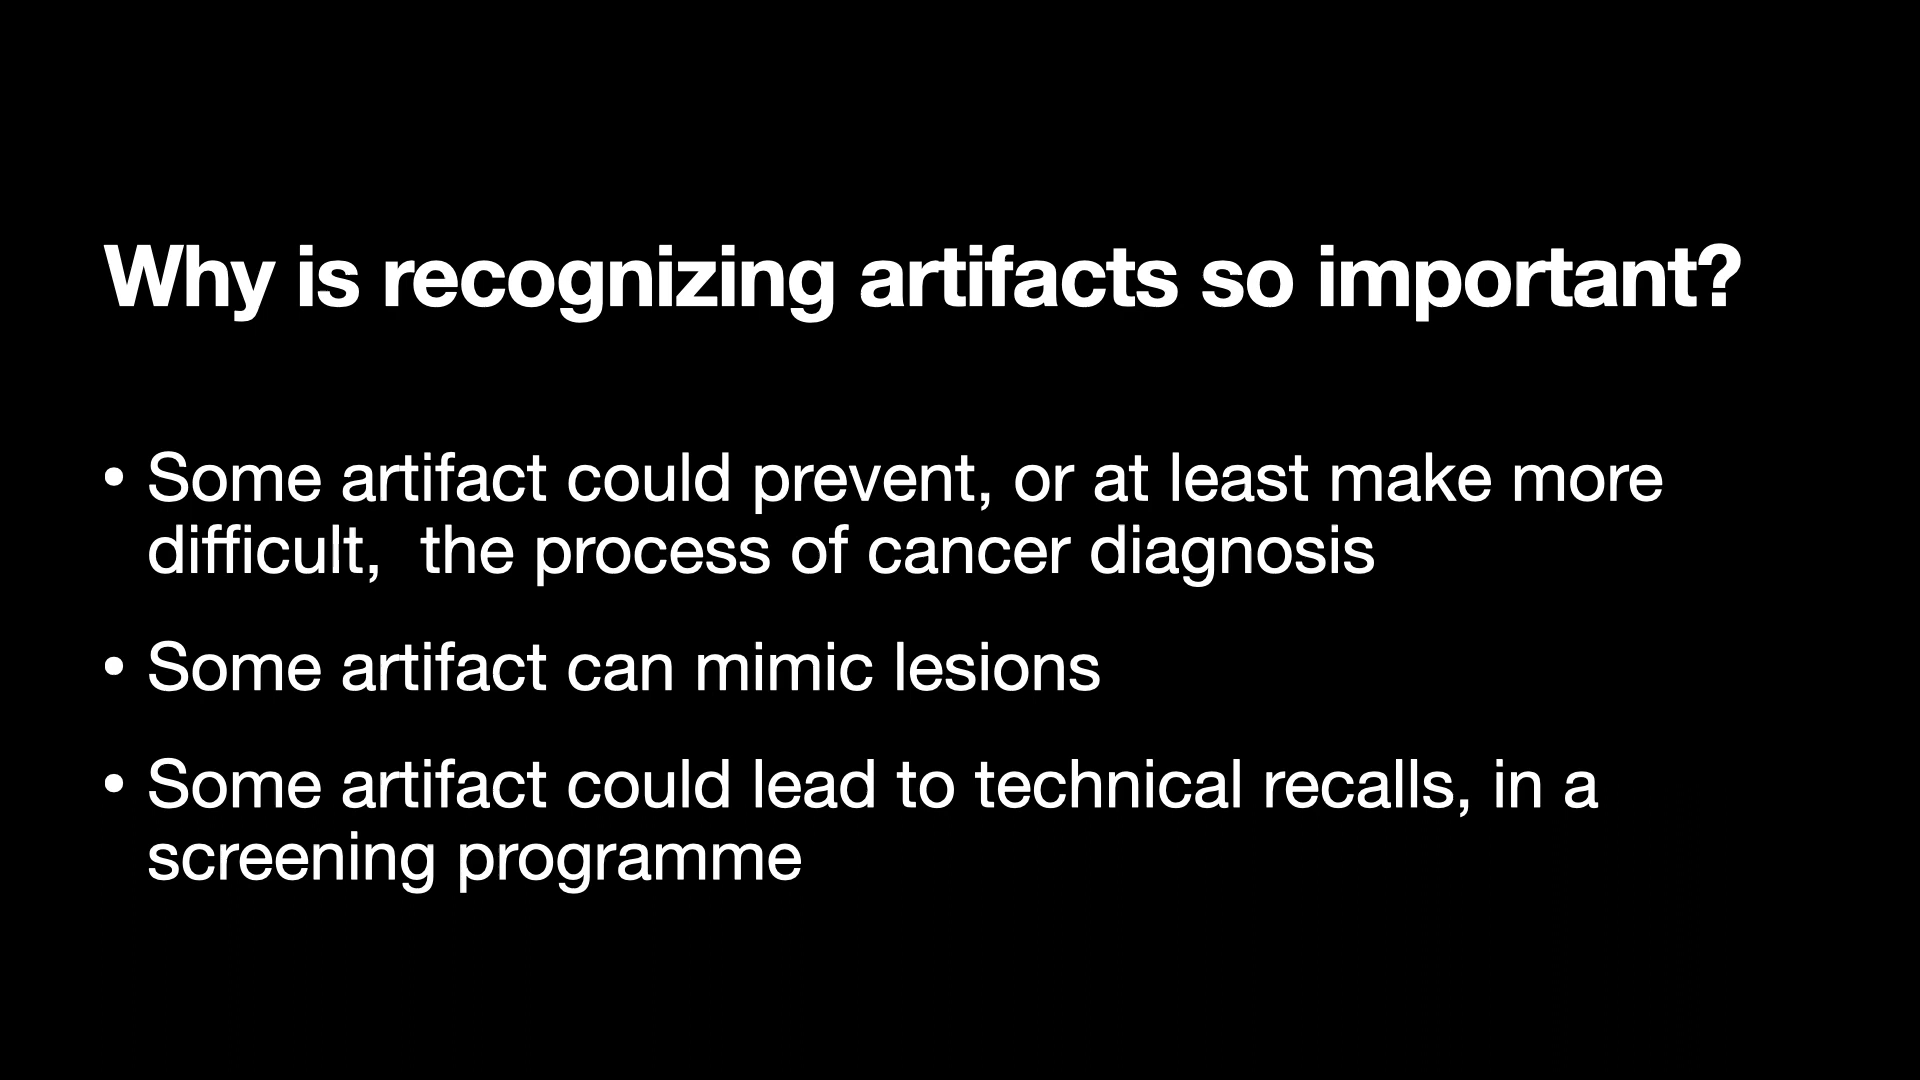 Why is recognizing artifacts so important?
• Some artifact could prevent, or at least make more
difficult,  the process of cancer diagnosis
• Some artifact can mimic lesions
• Some artifact could lead to technical recalls, in a
screening programme